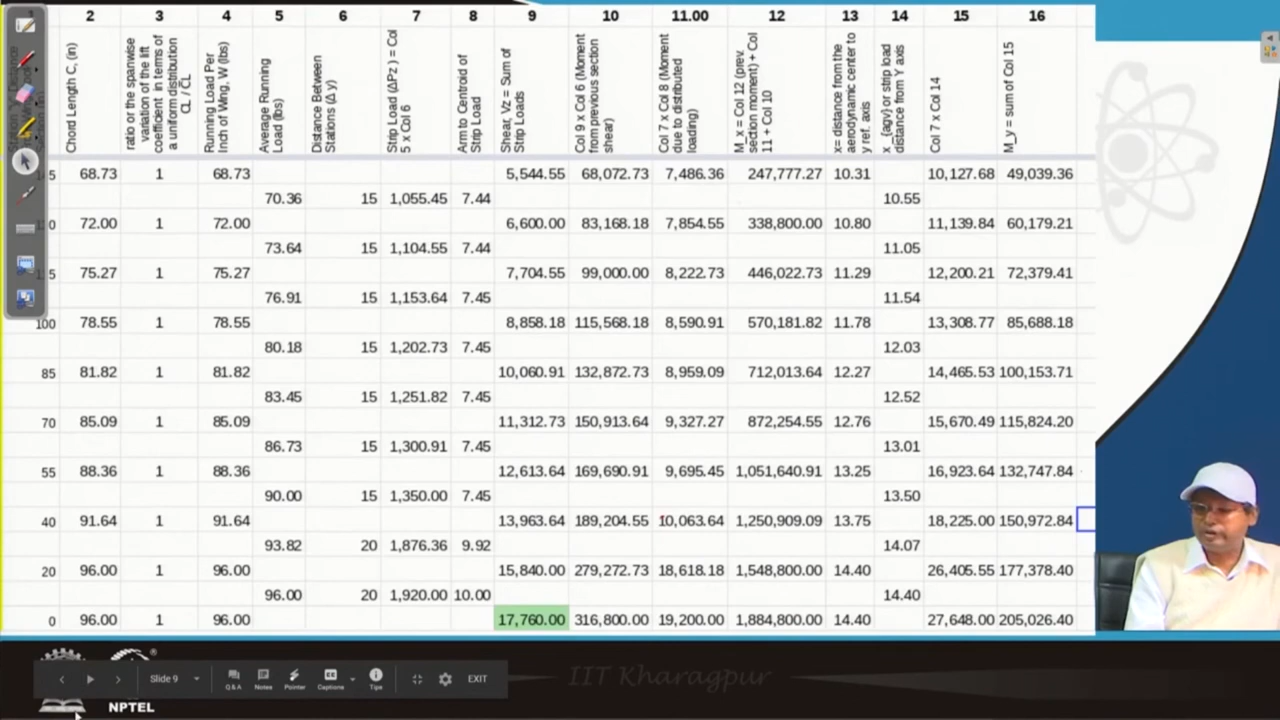 2 3 4 5 6 7 8 9 10 11.00 12 13 14 15 16
Chord Length C, (in)
ratio or the spanwise
variation of the lift
coefficient in terms of
a uniform distribution
CL / CL
Running Load Per
Inch of Wing, W (lbs)
Average Running
Load (lbs)
Distance Between
Stations (Δ y)
Strip Load (ΔPz ) = Col
5 x Col 6
Arm to Centroid of
Strip Load
Shear, Vz = Sum of
Strip Loads
Col 9 x Col 6 (Moment
from previous section
shear)
Col 7 x Col 8 (Moment
due to distributed
loading)
M_x = Col 12 (prev.
section moment) + Col
11 + Col 10
x= distance from the
aerodynamic center to
y ref. axis
x_{agv} or strip load
distance from Y axis
Col 7 x Col 14
M_y = sum of Col 15
68.73 1 68.73 5,544.55 68,072.73 7,486.36 247,777.27 10.31 10,127.68 49,039.36
70.36 15 1,055.45 7.44 10.55
72.00 1 72.00 6,600.00 83,168.18 7,854.55 338,800.00 10.80 11,139.84 60,179.21
73.64 15 1,104.55 7.44 11.05
75.27 1 75.27 7,704.55 99,000.00 8,222.73 446,022.73 11.29 12,200.21 72,379.41
76.91 15 1,153.64 7.45 11.54
100 78.55 1 78.55 8,858.18 115,568.18 8,590.91 570,181.82 11.78 13,308.77 85,688.18
80.18 15 1,202.73 7.45 12.03
85 81.82 1 81.82 10,060.91 132,872.73 8,959.09 712,013.64 12.27 14,465.53 100,153.71
83.45 15 1,251.82 7.45 12.52
70 85.09 1 85.09 11,312.73 150,913.64 9,327.27 872,254.55 12.76 15,670.49 115,824.20
86.73 15 1,300.91 7.45 13.01
55 88.36 1 88.36 12,613.64 169,690.91 9,695.45 1,051,640.91 13.25 16,923.64 132,747.84
90.00 15 1,350.00 7.45 13.50
40 91.64 1 91.64 13,963.64 189,204.55 10,063.64 1,250,909.09 13.75 18,225.00 150,972.84
93.82 20 1,876.36 9.92 14.07
20 96.00 1 96.00 15,840.00 279,272.73 18,618.18 1,548,800.00 14.40 26,405.55 177,378.40
96.00 20 1,920.00 10.00 14.40
0 96.00 1 96.00 17,760.00 316,800.00 19,200.00 1,884,800.00 14.40 27,648.00 205,026.40
IIT Kharagpur
Slide 9
Q & A Notes Pointer Captions Tips EXIT
NPTEL